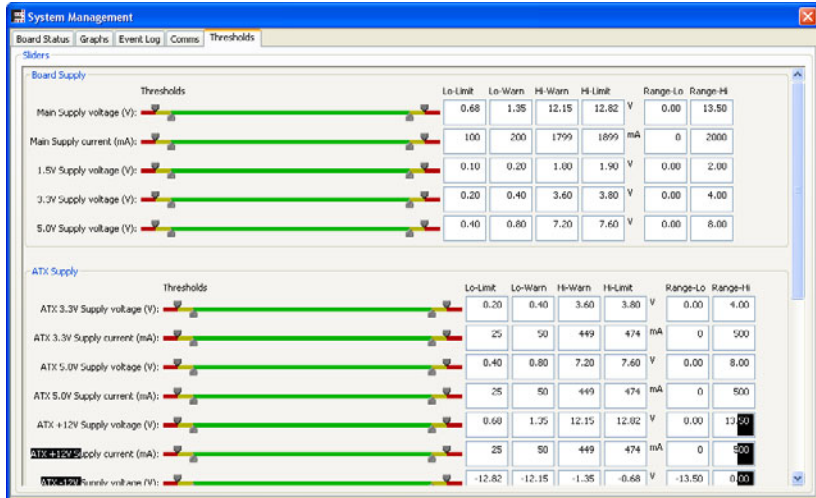 System Management
Board Status Graphs Event Log Comms Thresholds
Sliders
Board Supply
Thresholds Lo-Limit Lo-Warn Hi-Warn Hi-Limit Range-Lo Range-Hi
Main Supply voltage (V): 0.68 1.35 12.15 12.82 V 0.00 13.50
Main Supply current (mA): 100 200 1799 1899 mA 0 2000
1.5V Supply voltage (V): 0.10 0.20 1.80 1.90 V 0.00 2.00
3.3V Supply voltage (V): 0.20 0.40 3.60 3.80 V 0.00 4.00
5.0V Supply voltage (V): 0.40 0.80 7.20 7.60 V 0.00 8.00
ATX Supply
Thresholds Lo-Limit Lo-Warn Hi-Warn Hi-Limit Range-Lo Range-Hi
ATX 3.3V Supply voltage (V): 0.20 0.40 3.60 3.80 V 0.00 4.00
ATX 3.3V Supply current (mA): 25 50 449 474 mA 0 500
ATX 5.0V Supply voltage (V): 0.40 0.80 7.20 7.60 V 0.00 8.00
ATX 5.0V Supply current (mA): 25 50 449 474 mA 0 500
ATX +12V Supply voltage (V): 0.68 1.35 12.15 12.82 V 0.00 13.50
ATX +12V Supply current (mA): 25 50 449 474 mA 0 500
ATX -12V Supply voltage (V): -12.82 -12.15 -1.35 -0.68 V -13.50 0.00